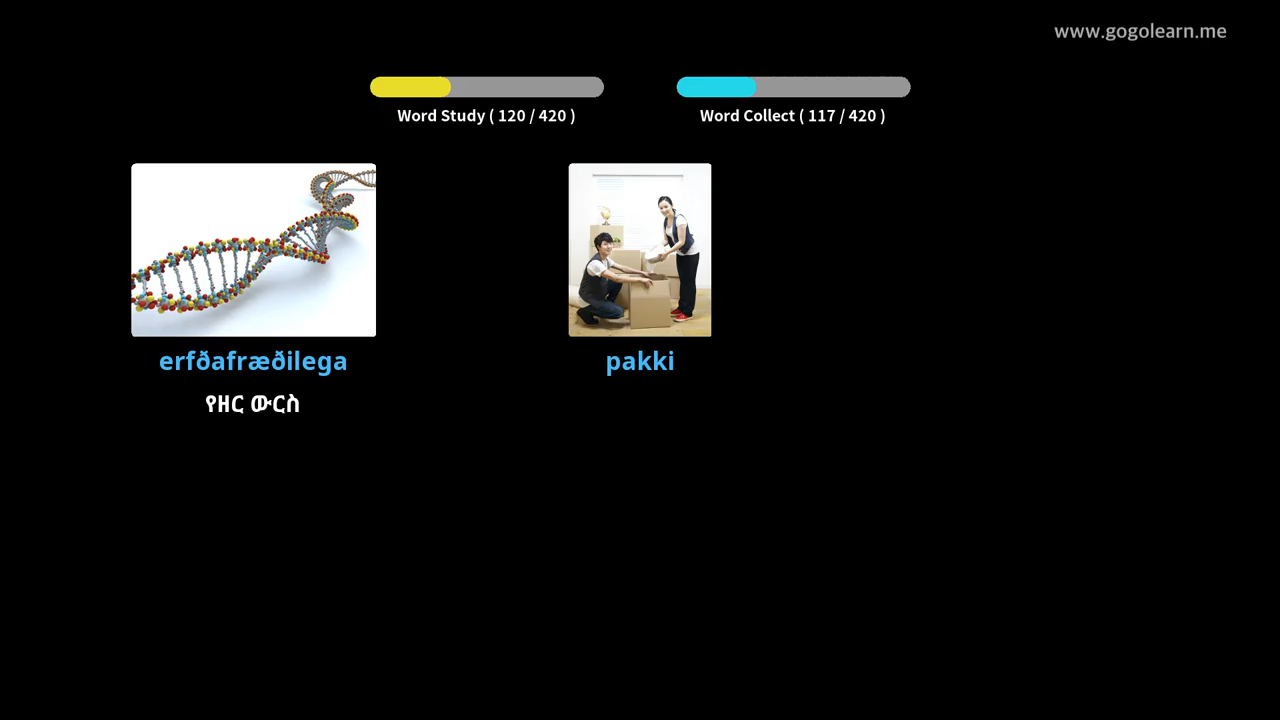 www.gogolearn.me
Word Study ( 120 / 420 )
Word Collect ( 117 / 420 )
erfðafræðilega
pakki
የዘር ውርስ